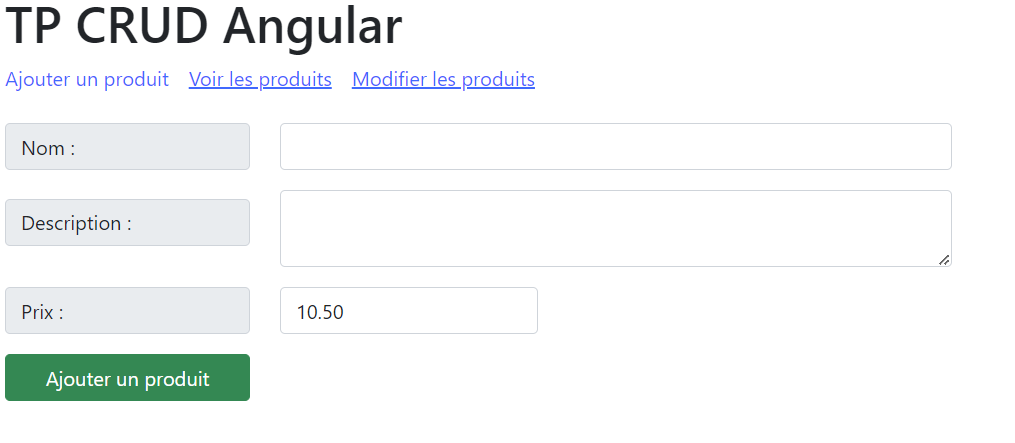 TP CRUD Angular
Ajouter un produit Voir les produits Modifier les produits
Nom :
Description :
Prix : 10.50
Ajouter un produit